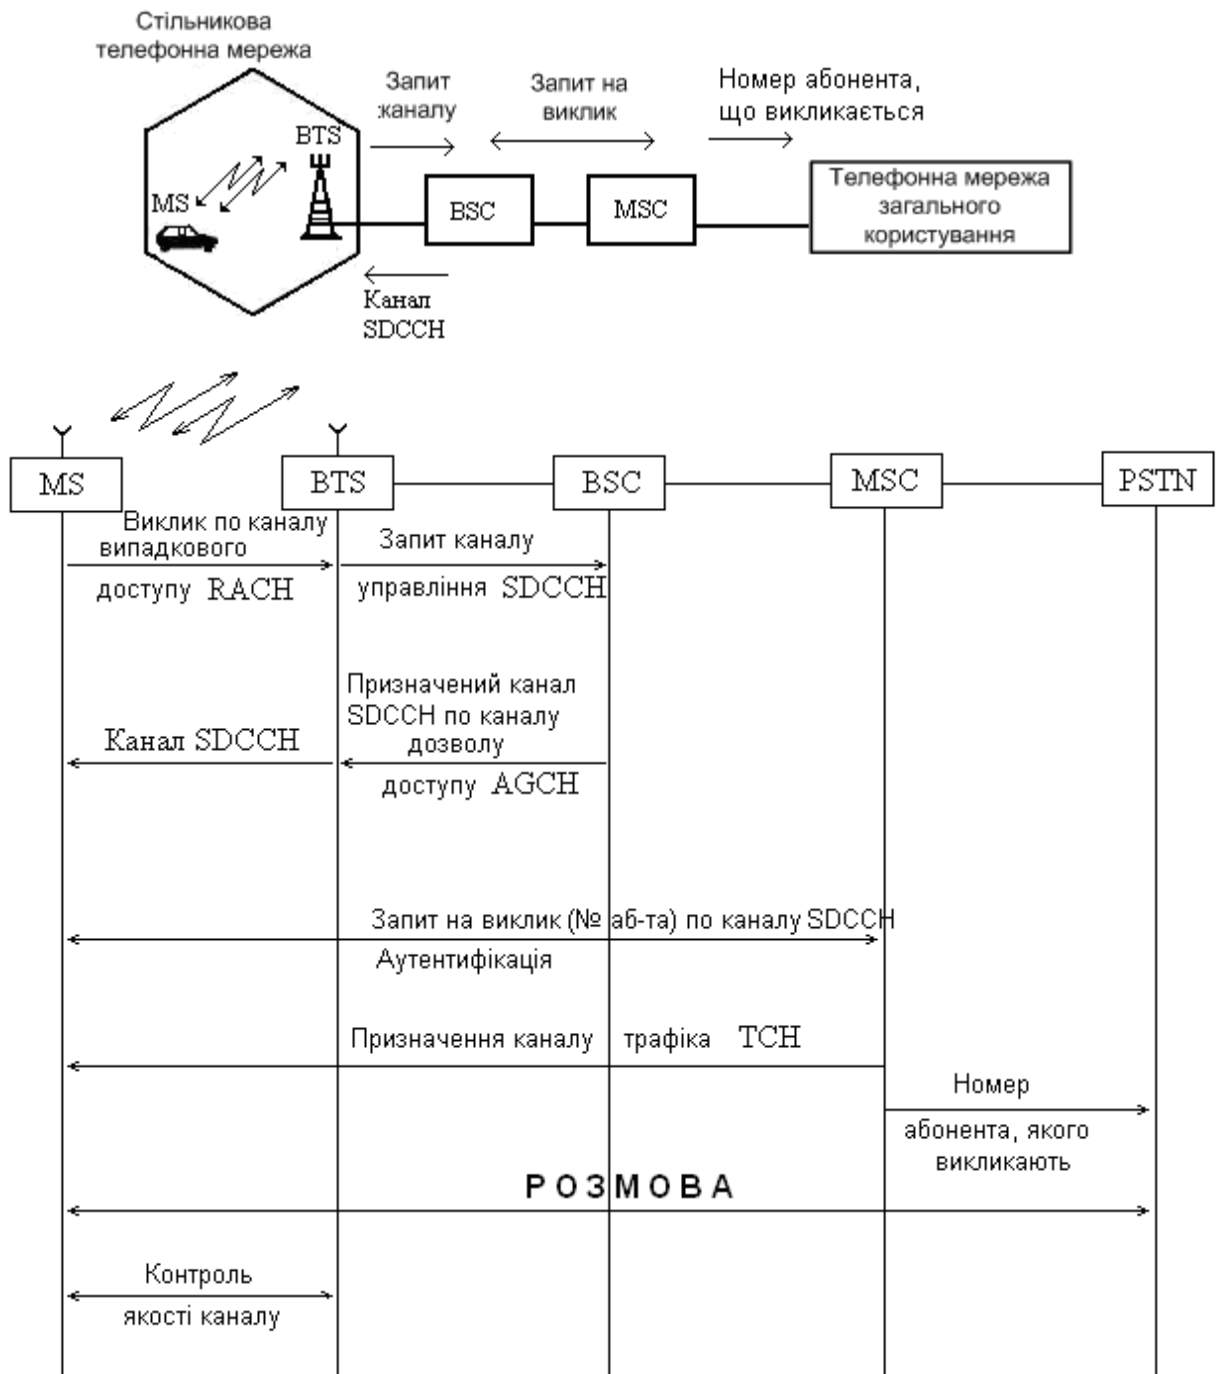 Стільникова
телефонна мережа
Запит
каналу
Запит на
виклик
Номер абонента,
що викликається
BTS
MS
BSC
MSC
Телефонна мережа
загального
користування
Канал
SDCCH
MS
BTS
BSC
MSC
PSTN
Виклик по каналу
випадкового
доступу RACH
Запит каналу
управління SDCCH
Призначений канал
SDCCH по каналу
дозволу
доступу AGCH
Канал SDCCH
Запит на виклик (№ аб-та) по каналу SDCCH
Аутентифікація
Призначення каналу трафіка TCH
Номер
абонента, якого
викликають
РОЗМОВА
Контроль
якості каналу